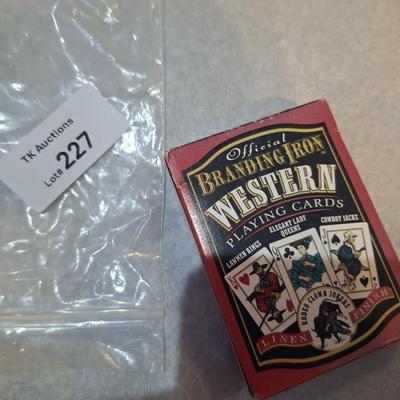 TK Auctions
Lot# 227
Official
BRANDING IRON
WESTERN
PLAYING CARDS
LAWMEN KINGS
ELEGANT LADY
QUEENS
COWBOY JACKS
RODEO CLOWN JOKERS
LINEN FINISH